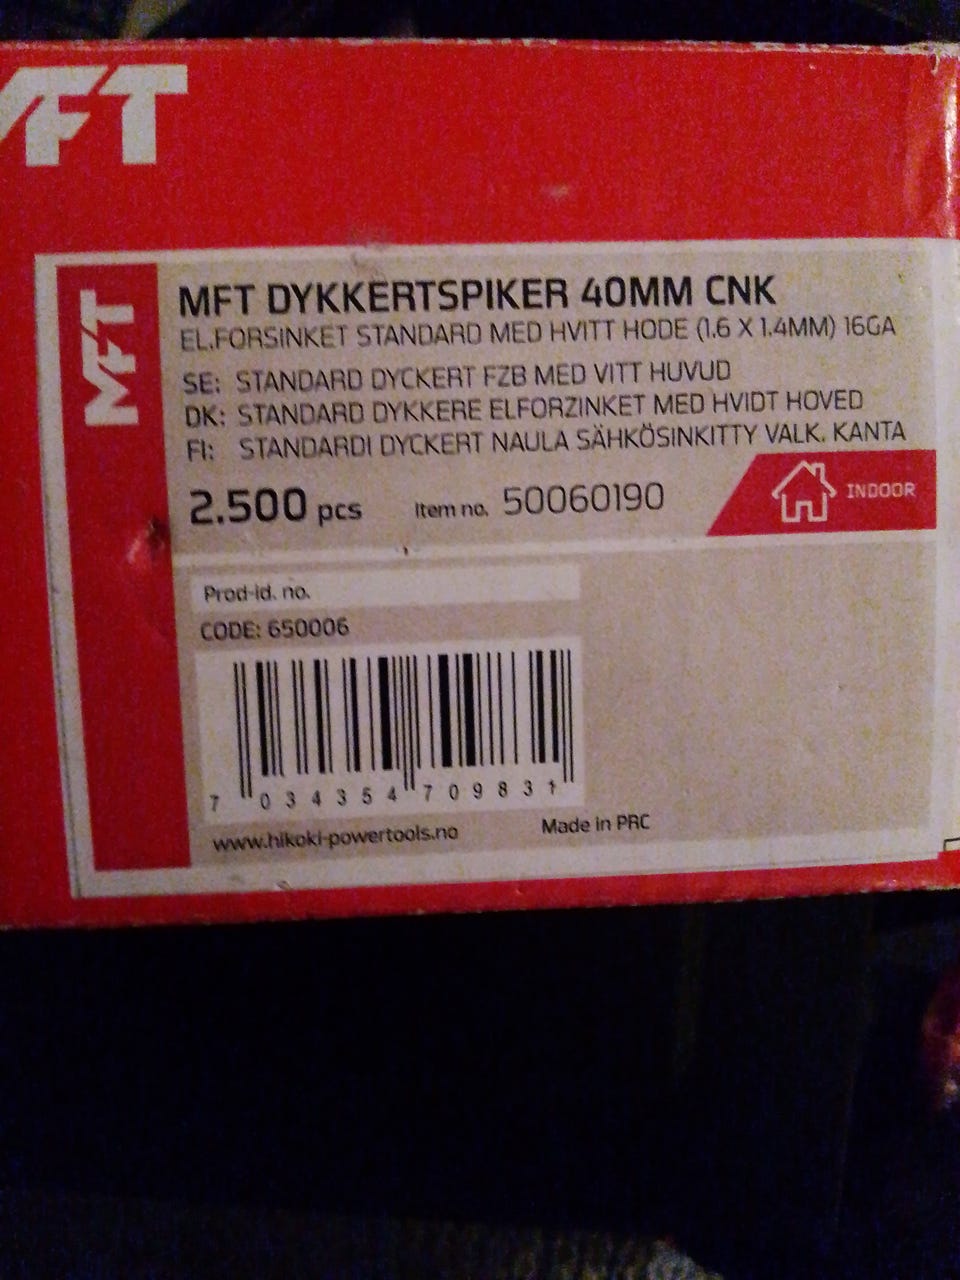 MFT
MFT
MFT DYKKERTSPIKER 40MM CNK
EL.FORSINKET STANDARD MED HVITT HODE (1.6 X 1.4MM) 16GA
SE: STANDARD DYCKERT FZB MED VITT HUVUD
DK: STANDARD DYKKERE ELFORZINKET MED HVIDT HOVED
FI: STANDARDI DYCKERT NAULA SÄHKÖSINKITTY VALK. KANTA
2.500 pcs Item no. 50060190
INDOOR
Prod-id. no.
CODE: 650006
7 034354 709831
www.hikoki-powertools.no Made in PRC